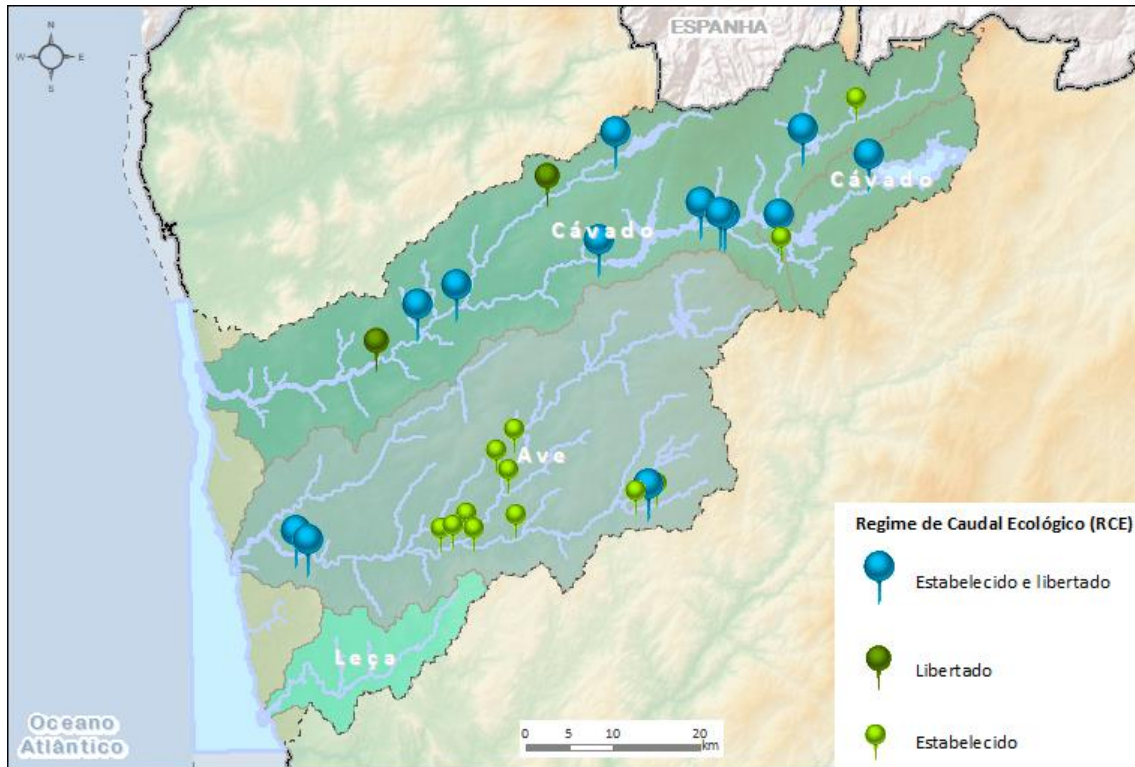 N
W E
S
ESPANHA
Cávado
Cávado
Ave
Leça
Oceano
Atlântico
0 5 10 20
km
Regime de Caudal Ecológico (RCE)
Estabelecido e libertado
Libertado
Estabelecido